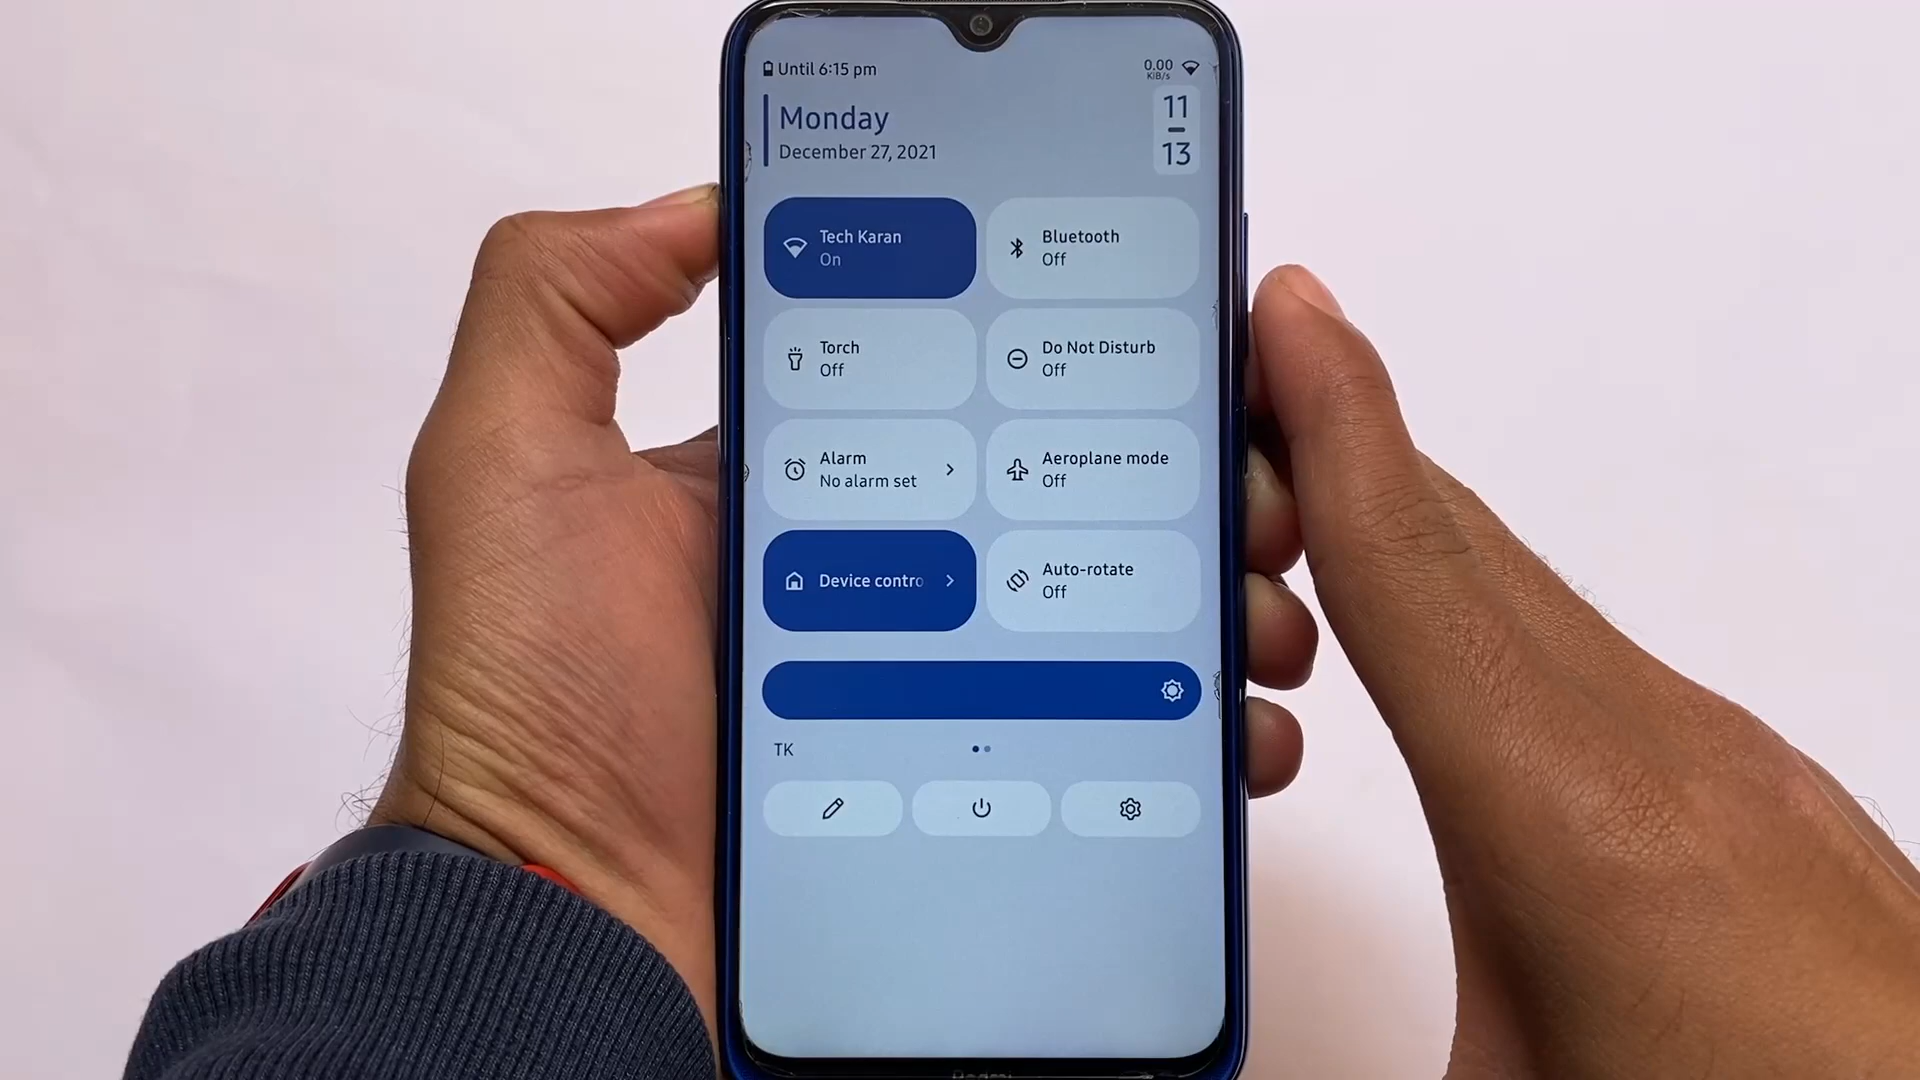 Until 6:15 pm
0.00
KiB/s
Monday
December 27, 2021
11
13
Tech Karan
On
Bluetooth
Off
Torch
Off
Do Not Disturb
Off
Alarm
No alarm set
Aeroplane mode
Off
Device contro
Auto-rotate
Off
TK